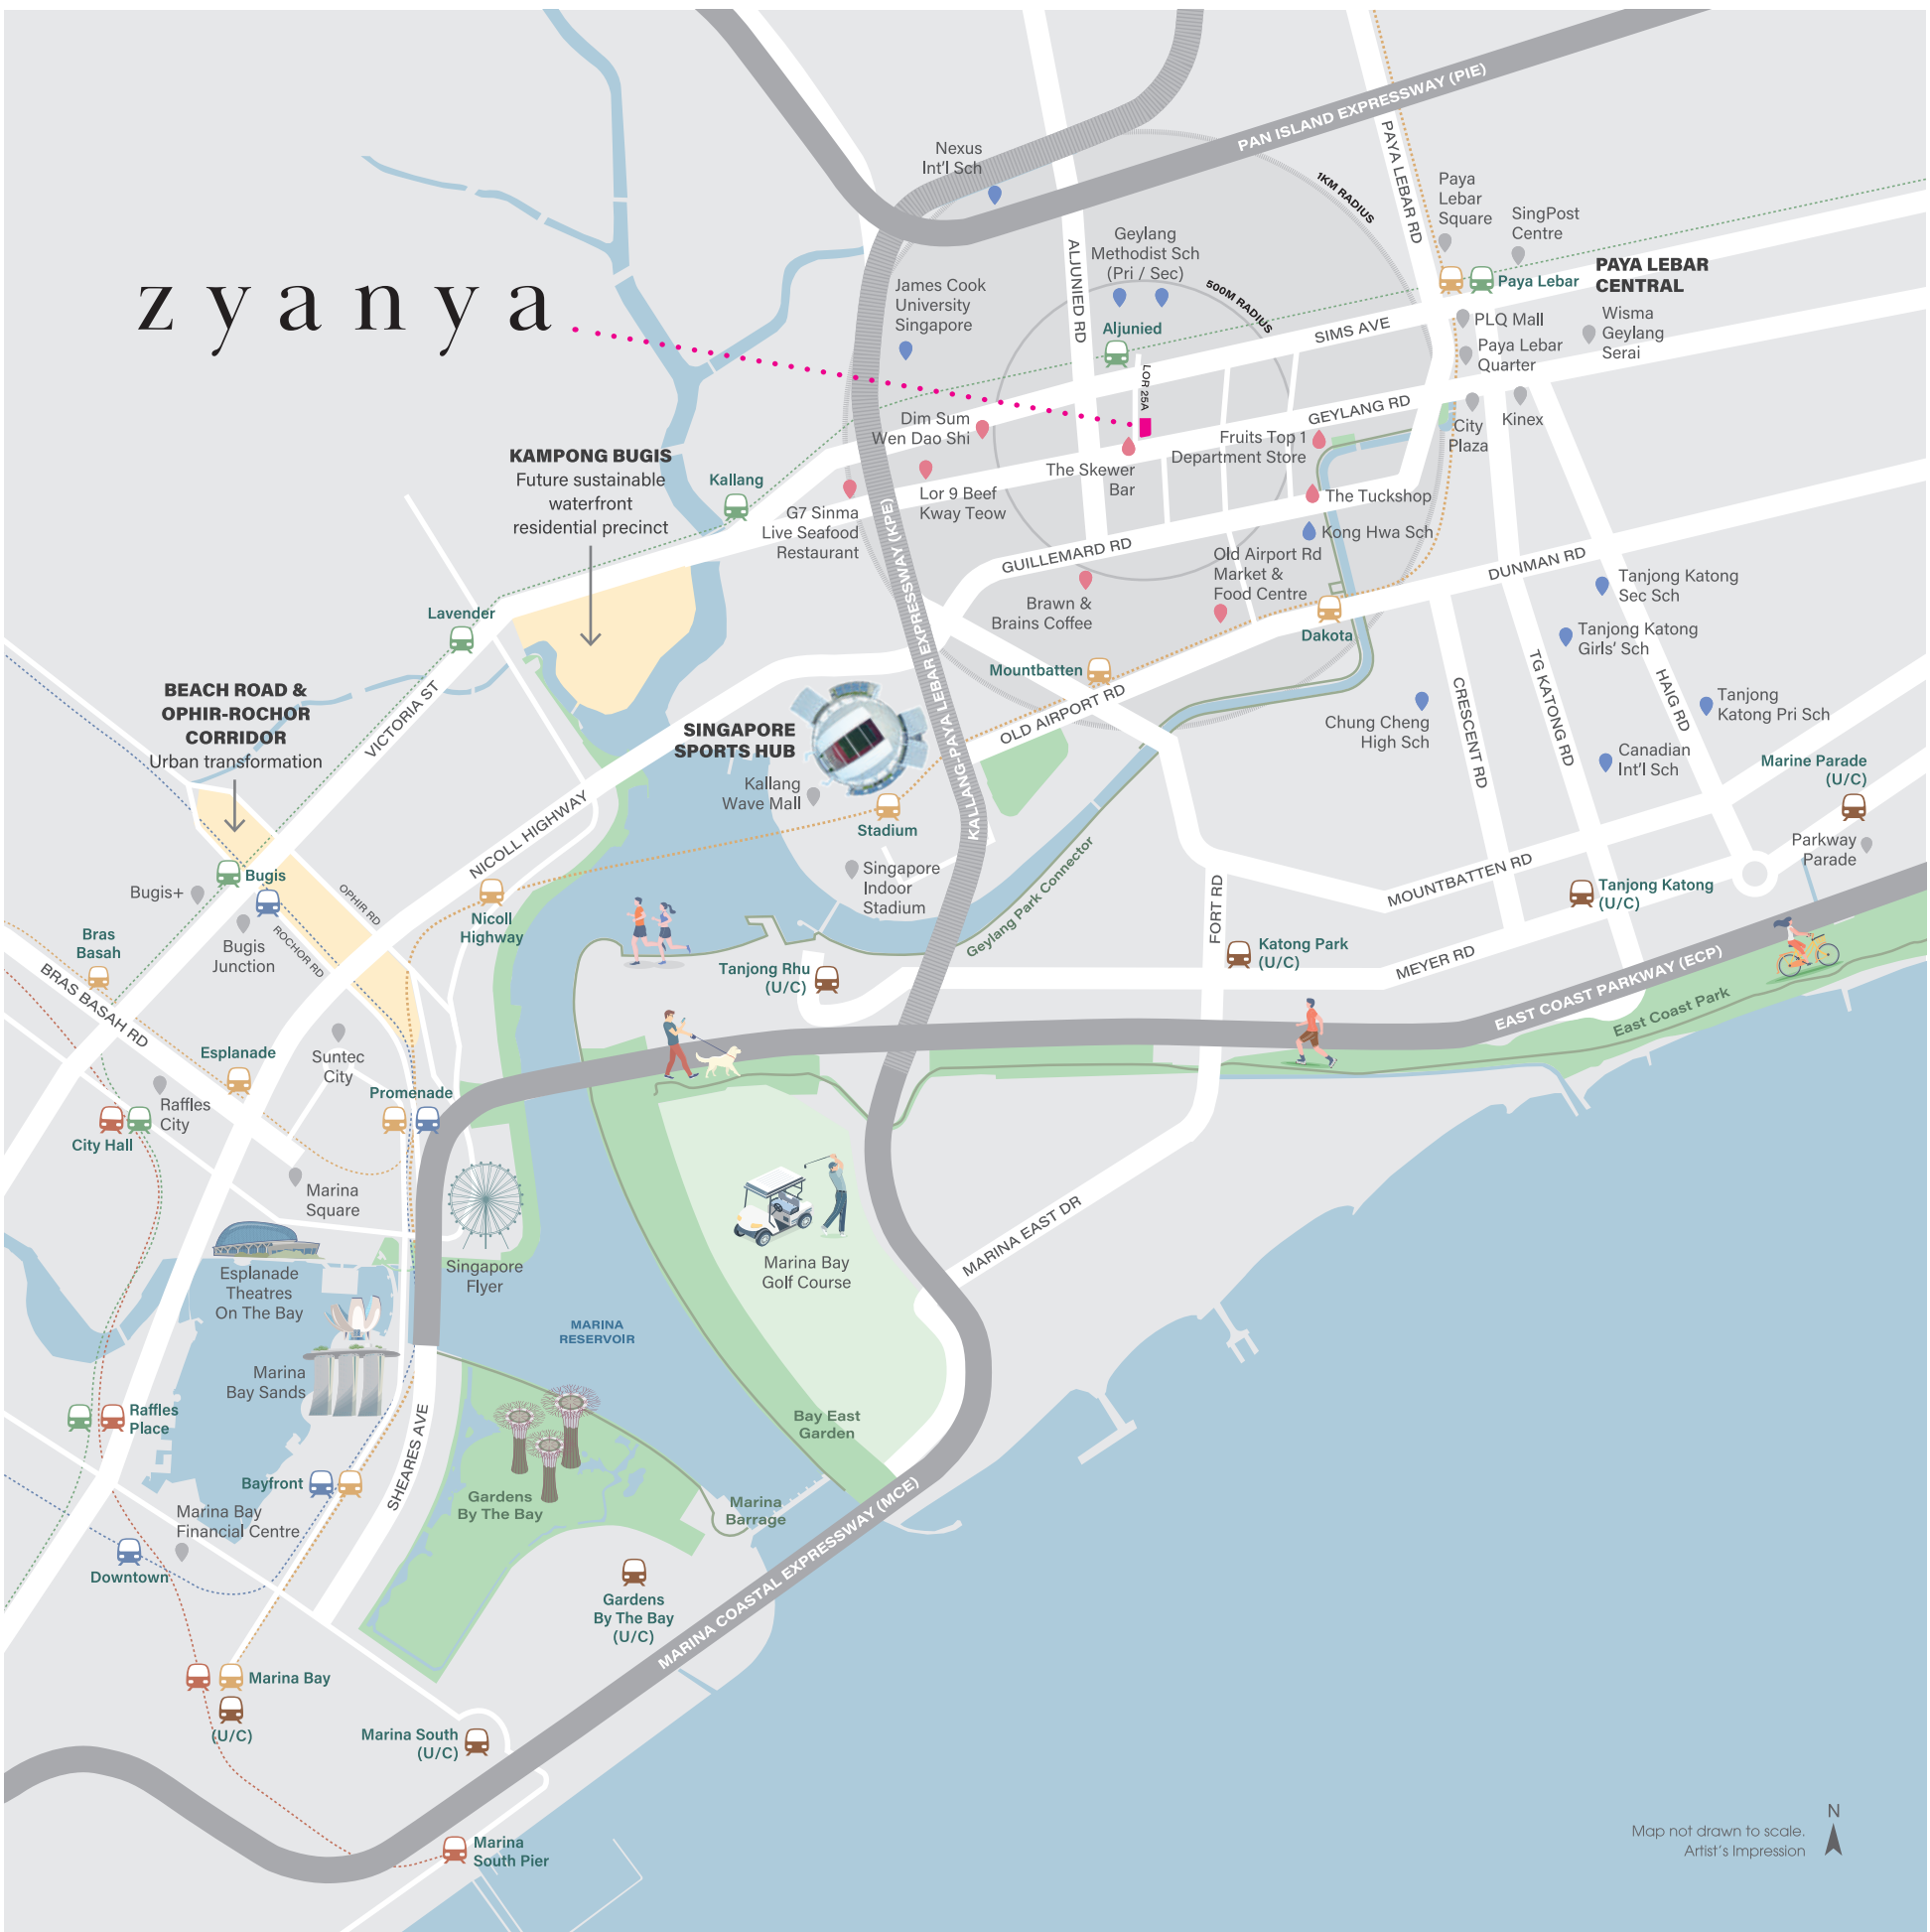 zyanya
Nexus
Int'l Sch
PAN ISLAND EXPRESSWAY (PIE)
PAYA LEBAR RD
1KM RADIUS
Paya
Lebar
Square
SingPost
Centre
Geylang
Methodist Sch
(Pri / Sec)
ALJUNIED RD
500M RADIUS
Paya Lebar
PAYA LEBAR
CENTRAL
James Cook
University
Singapore
Aljunied
SIMS AVE
PLQ Mall
Wisma
Geylang
Serai
Paya Lebar
Quarter
LOR 25A
GEYLANG RD
Dim Sum
Wen Dao Shi
Fruits Top 1
Department Store
City
Plaza
Kinex
KAMPONG BUGIS
Future sustainable
waterfront
residential precinct
Kallang
The Skewer
Bar
Lor 9 Beef
Kway Teow
G7 Sinma
Live Seafood
Restaurant
The Tuckshop
Kong Hwa Sch
GUILLEMARD RD
Old Airport Rd
Market &
Food Centre
DUNMAN RD
Brawn &
Brains Coffee
Dakota
Tanjong Katong
Sec Sch
Tanjong Katong
Girls' Sch
Lavender
KALLANG-PAYA LEBAR EXPRESSWAY (KPE)
Mountbatten
OLD AIRPORT RD
Chung Cheng
High Sch
CRESCENT RD
TG KATONG RD
HAIG RD
Tanjong
Katong Pri Sch
Canadian
Int'l Sch
Marine Parade
(U/C)
BEACH ROAD &
OPHIR-ROCHOR
CORRIDOR
Urban transformation
VICTORIA ST
SINGAPORE
SPORTS HUB
Kallang
Wave Mall
Stadium
NICOLL HIGHWAY
Singapore
Indoor
Stadium
Geylang Park Connector
Parkway
Parade
MOUNTBATTEN RD
Tanjong Katong
(U/C)
Bugis+
Bugis
OPHIR RD
Nicoll
Highway
Bugis
Junction
ROCHOR RD
Bras
Basah
BRAS BASAH RD
Tanjong Rhu
(U/C)
FORT RD
Katong Park
(U/C)
MEYER RD
EAST COAST PARKWAY (ECP)
East Coast Park
Esplanade
Suntec
City
Promenade
Raffles
City
City Hall
Marina
Square
Singapore
Flyer
Esplanade
Theatres
On The Bay
Marina Bay
Golf Course
MARINA EAST DR
MARINA
RESERVOIR
Marina
Bay Sands
Raffles
Place
SHEARES AVE
Bay East
Garden
Bayfront
Gardens
By The Bay
Marina
Barrage
Marina Bay
Financial Centre
Downtown
Gardens
By The Bay
(U/C)
MARINA COASTAL EXPRESSWAY (MCE)
Marina Bay
(U/C)
Marina South
(U/C)
Marina
South Pier
N
Map not drawn to scale.
Artist's Impression